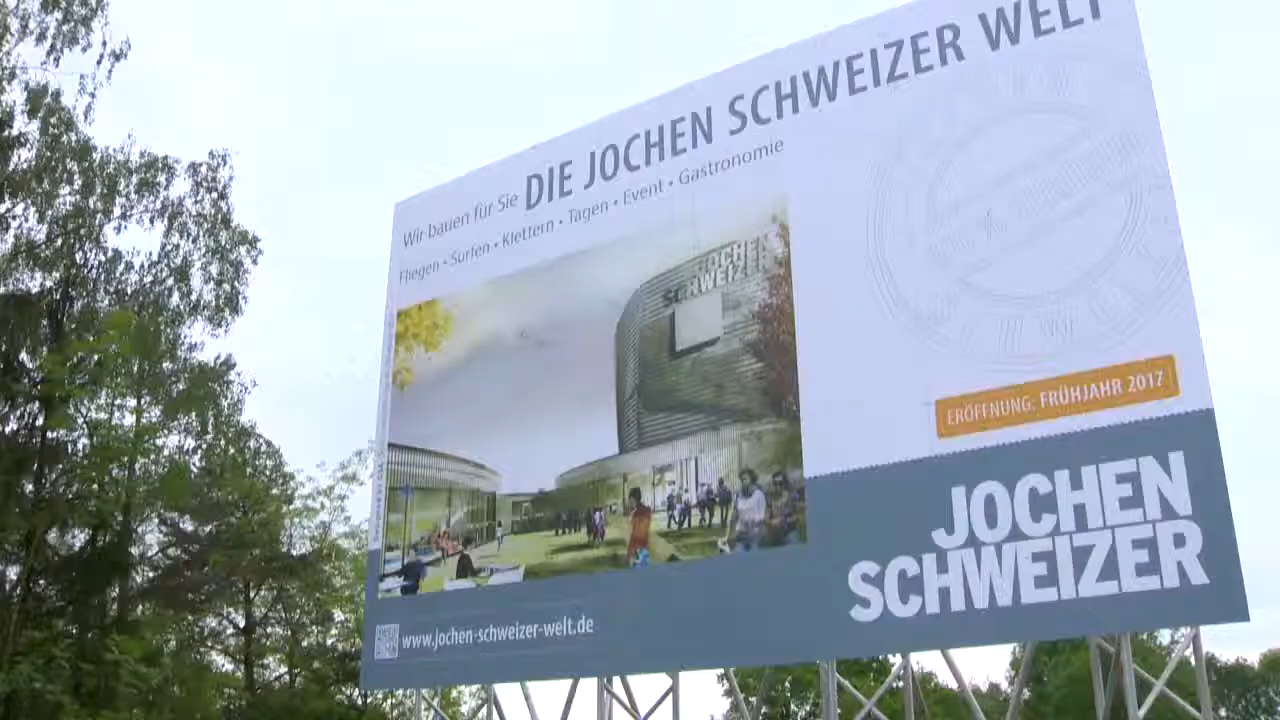 Wir bauen für Sie DIE JOCHEN SCHWEIZER WELT
Fliegen • Surfen • Klettern • Tagen • Event • Gastronomie
JOCHEN
SCHWEIZER
ERÖFFNUNG: FRÜHJAHR 2017
JOCHEN
SCHWEIZER
www.jochen-schweizer-welt.de